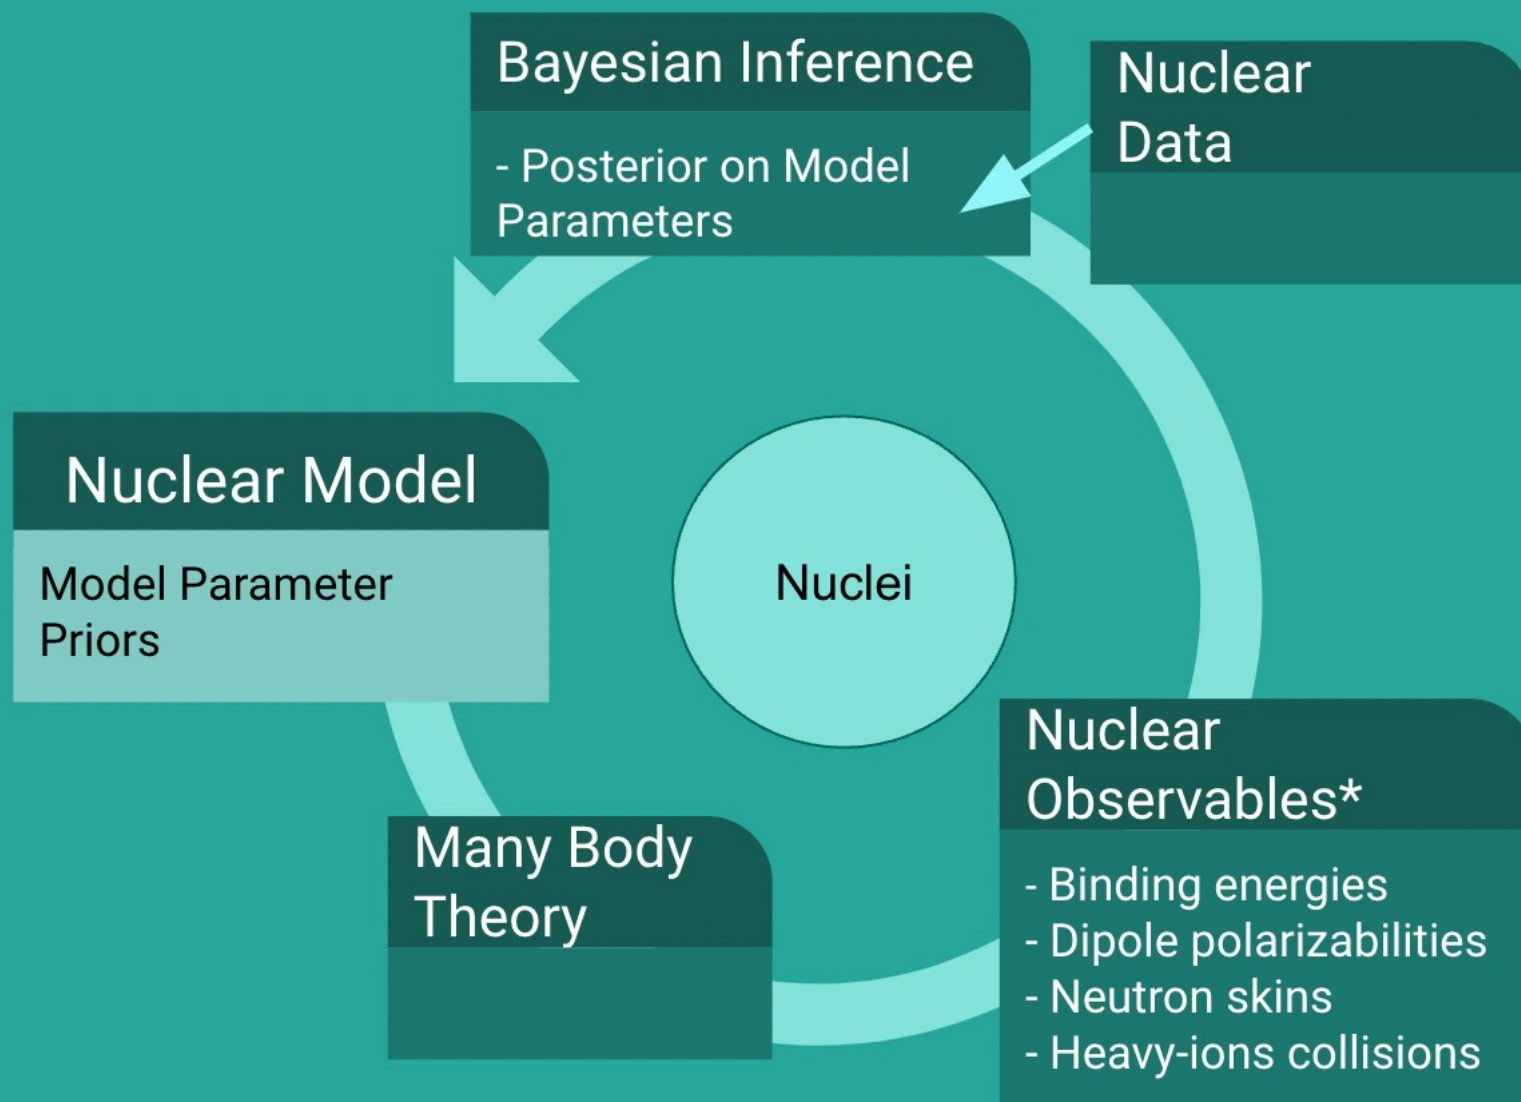 Bayesian Inference
- Posterior on Model
Parameters
Nuclear
Data
Nuclear Model
Model Parameter
Priors
Nuclei
Many Body
Theory
Nuclear
Observables*
- Binding energies
- Dipole polarizabilities
- Neutron skins
- Heavy-ions collisions